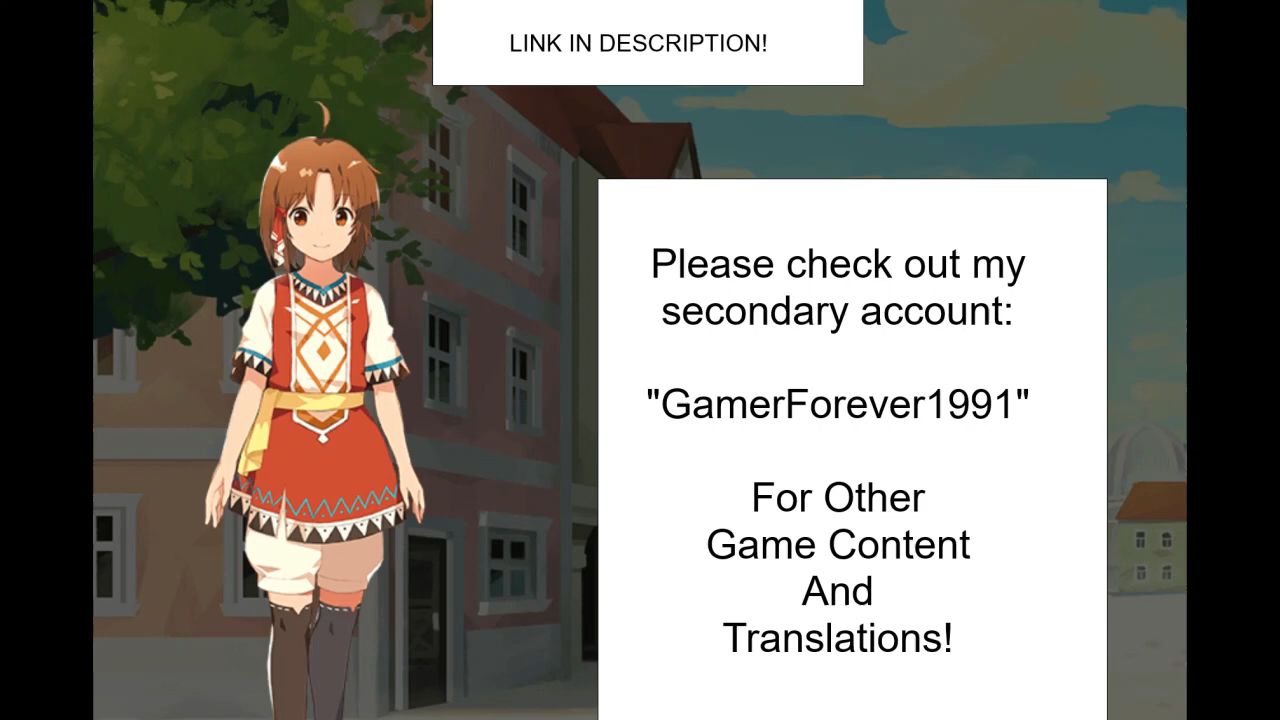 LINK IN DESCRIPTION!
Please check out my
secondary account:
"GamerForever1991"
For Other
Game Content
And
Translations!